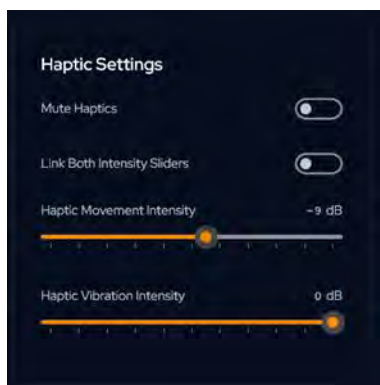 Haptic Settings
Mute Haptics
Link Both Intensity Sliders
Haptic Movement Intensity -9 dB
Haptic Vibration Intensity 0 dB